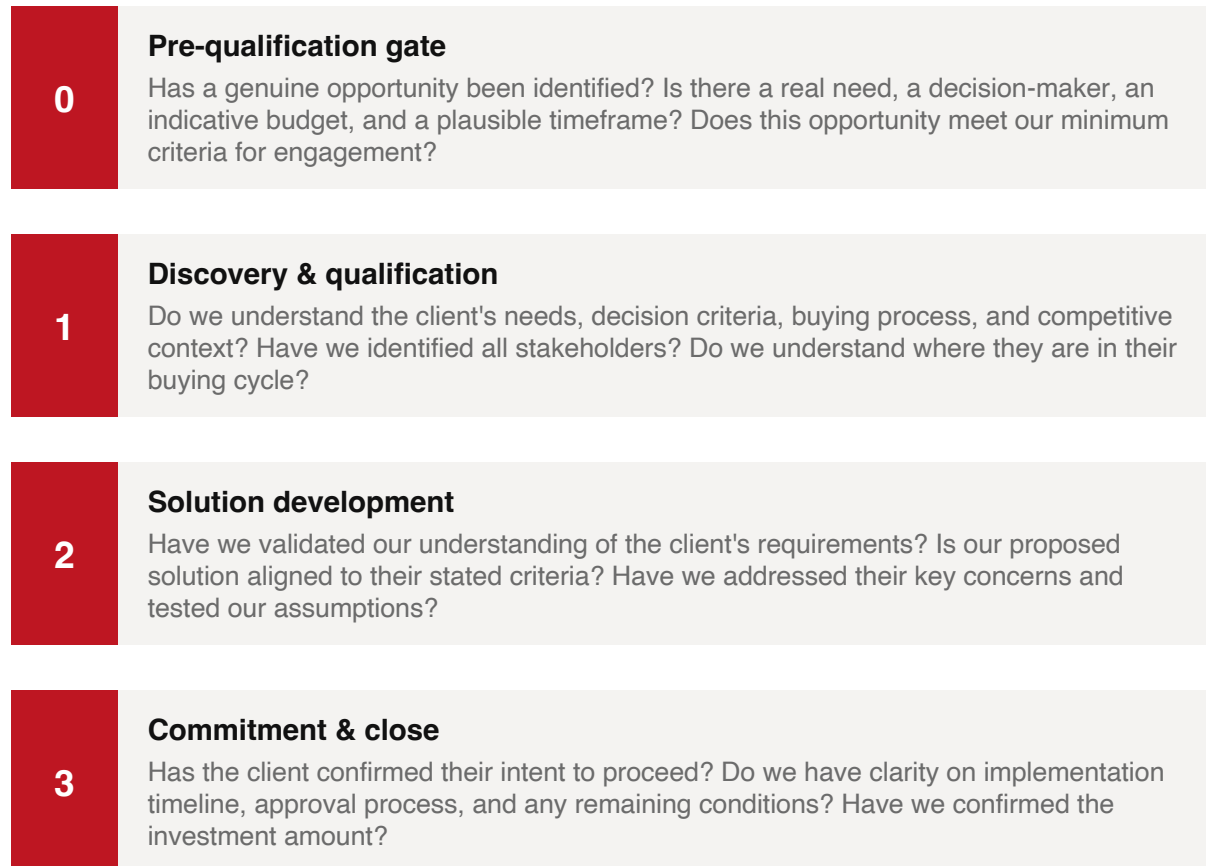 0
Pre-qualification gate
Has a genuine opportunity been identified? Is there a real need, a decision-maker, an
indicative budget, and a plausible timeframe? Does this opportunity meet our minimum
criteria for engagement?
1
Discovery & qualification
Do we understand the client's needs, decision criteria, buying process, and competitive
context? Have we identified all stakeholders? Do we understand where they are in their
buying cycle?
2
Solution development
Have we validated our understanding of the client's requirements? Is our proposed
solution aligned to their stated criteria? Have we addressed their key concerns and
tested our assumptions?
3
Commitment & close
Has the client confirmed their intent to proceed? Do we have clarity on implementation
timeline, approval process, and any remaining conditions? Have we confirmed the
investment amount?